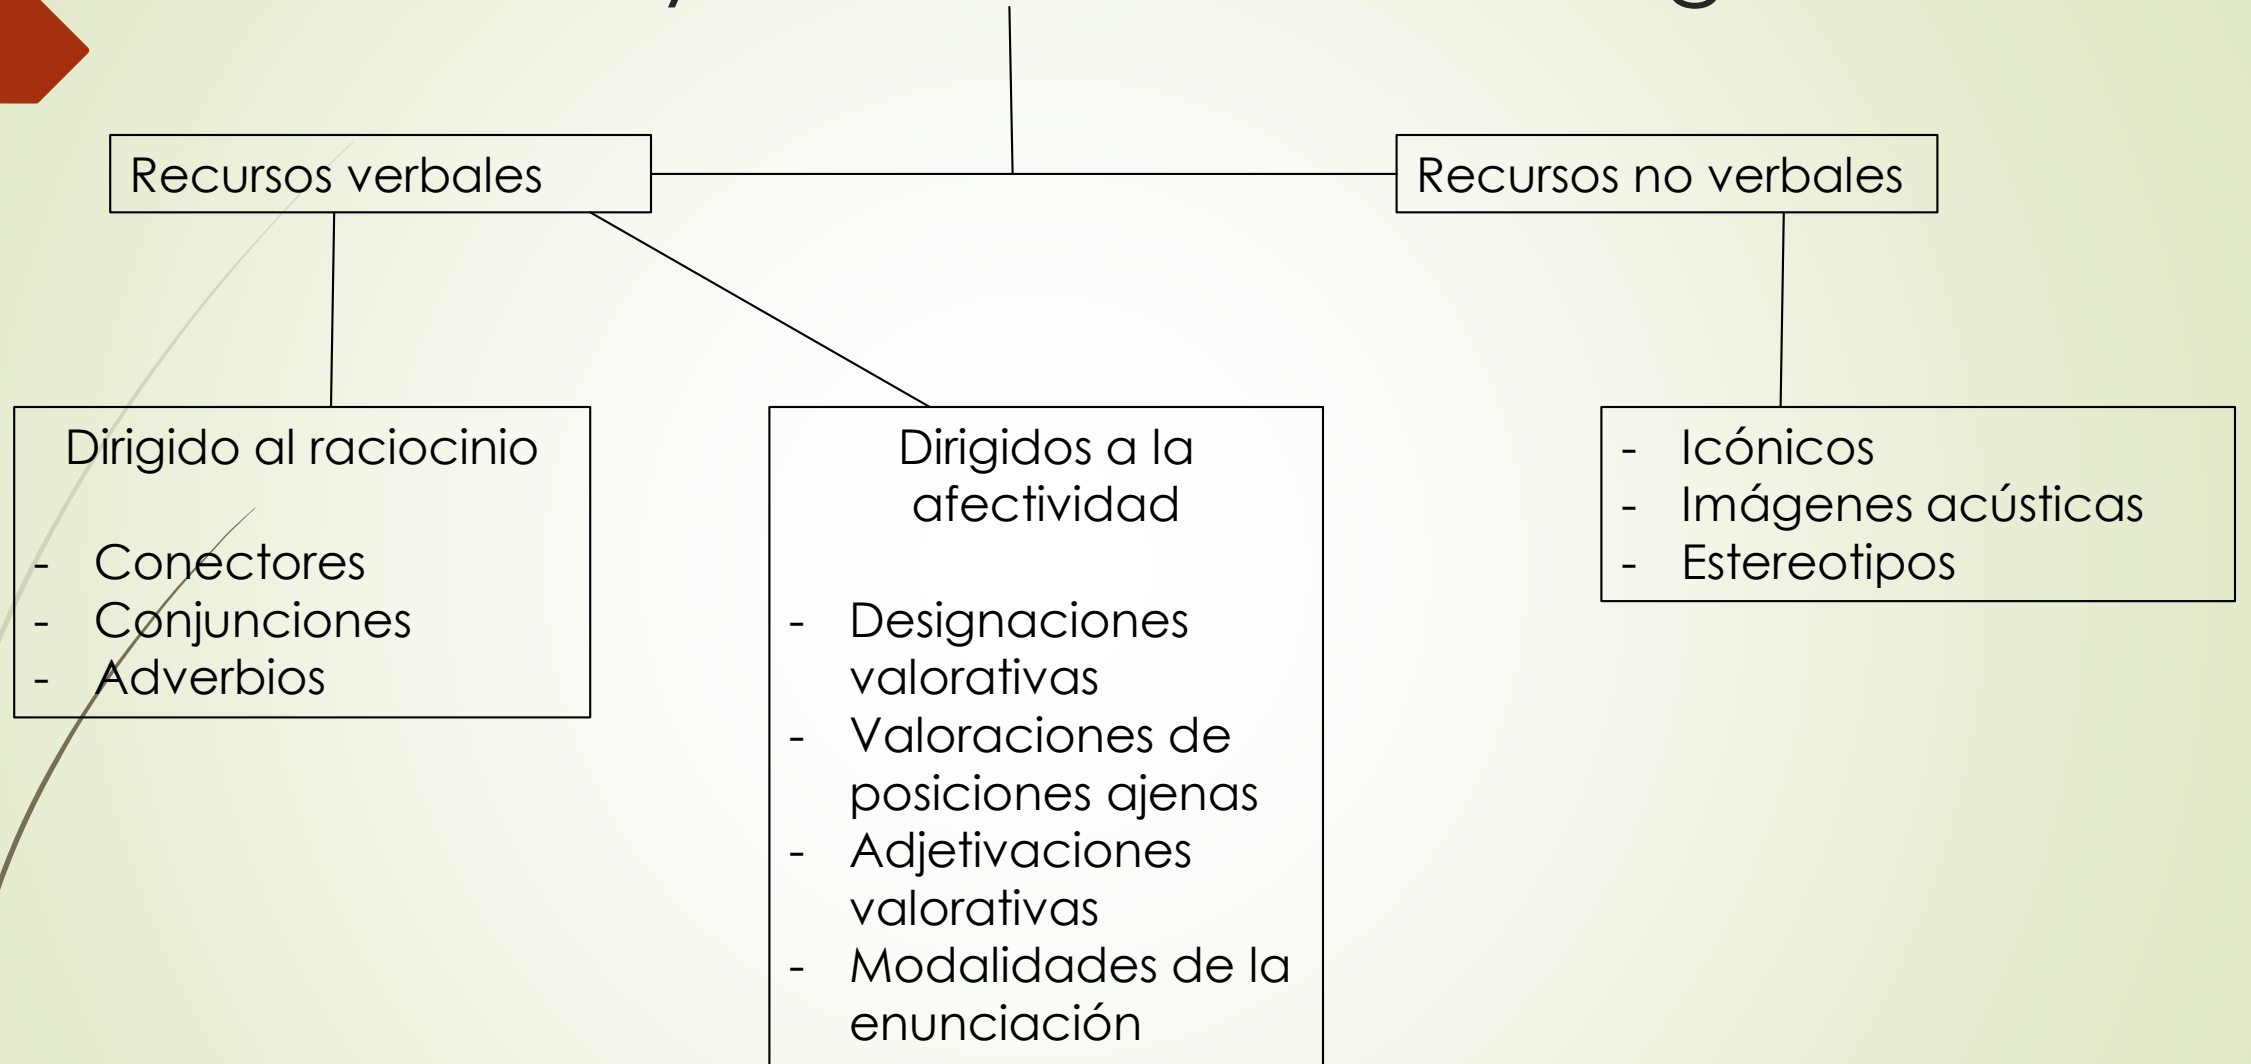 Recursos verbales
Recursos no verbales
Dirigido al raciocinio
- Conectores
- Conjunciones
- Adverbios
Dirigidos a la
afectividad
- Designaciones
valorativas
- Valoraciones de
posiciones ajenas
- Adjetivaciones
valorativas
- Modalidades de la
enunciación
- Icónicos
- Imágenes acústicas
- Estereotipos